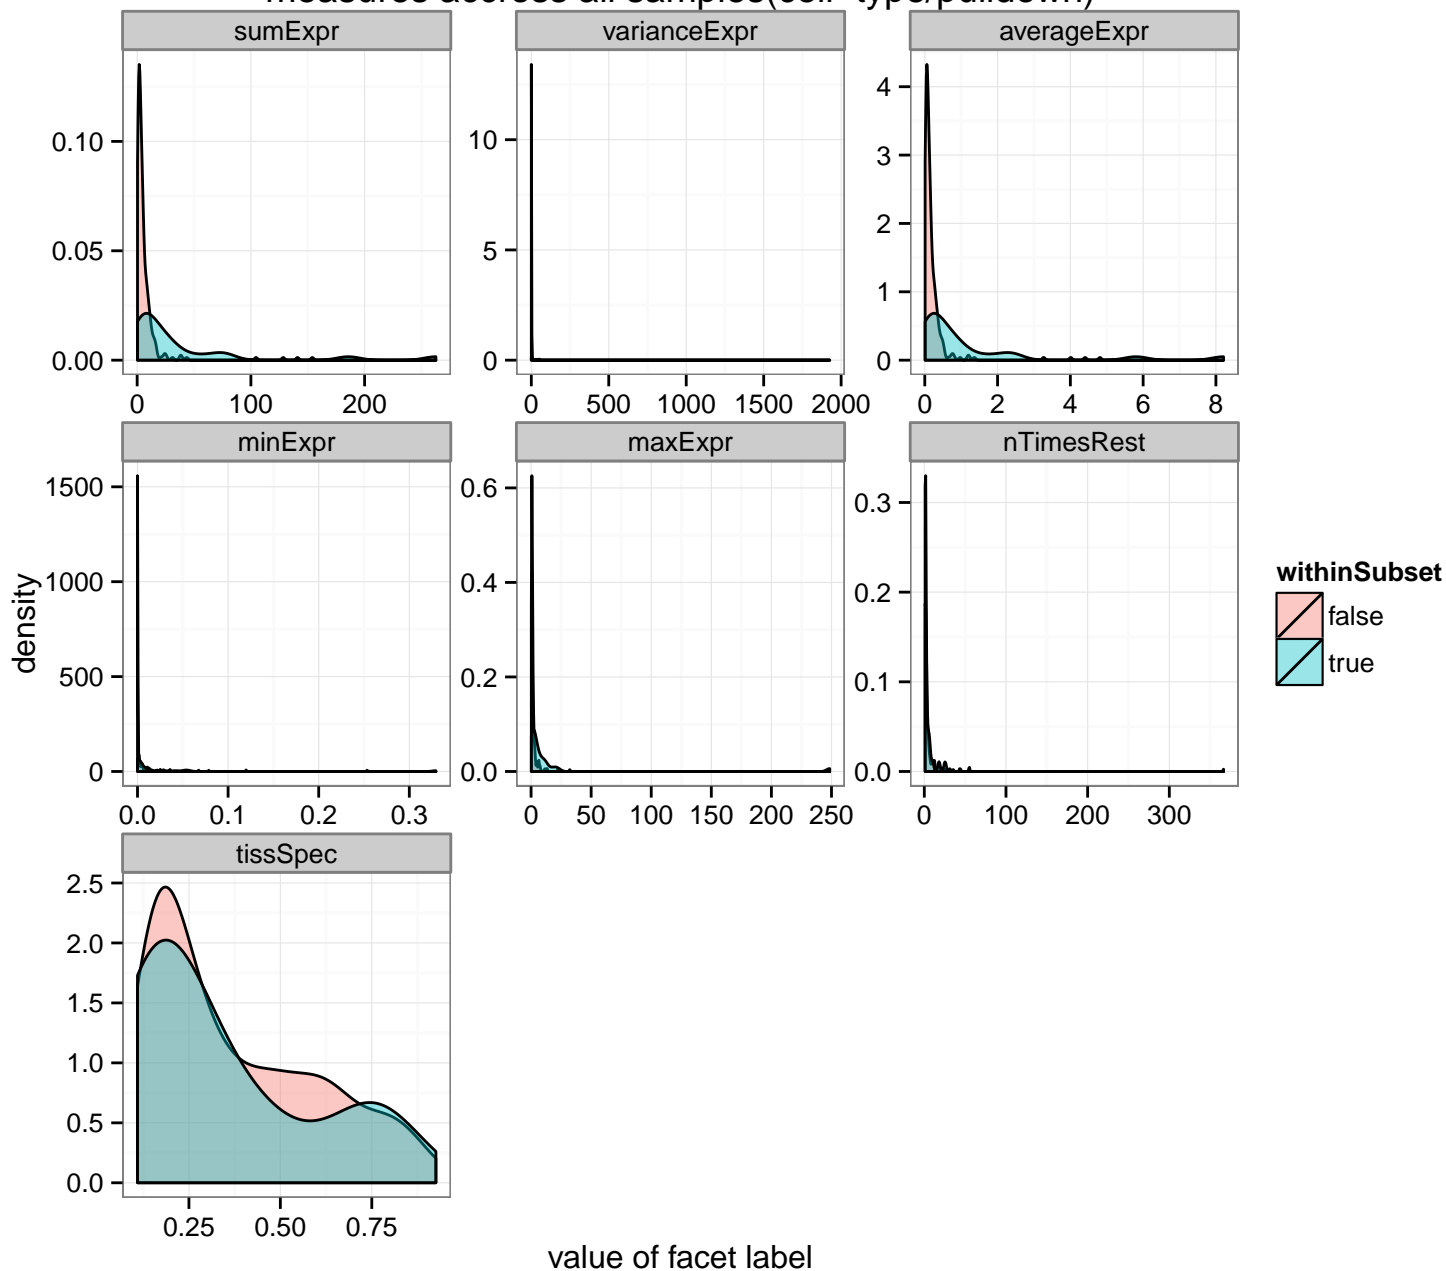 measures accross all samples(cell-type/pulldown)
sumExpr varianceExpr averageExpr
0.10
0.05
0.00
0 100 200
10
5
0
0 500 1000 1500 2000
4
3
2
1
0
0 2 4 6 8
minExpr maxExpr nTimesRest
1500
1000
500
0
0.0 0.1 0.2 0.3
0.6
0.4
0.2
0.0
0 50 100 150 200 250
0.3
0.2
0.1
0.0
0 100 200 300
tissSpec
2.5
2.0
1.5
1.0
0.5
0.0
0.25 0.50 0.75
density
value of facet label
withinSubset
false
true